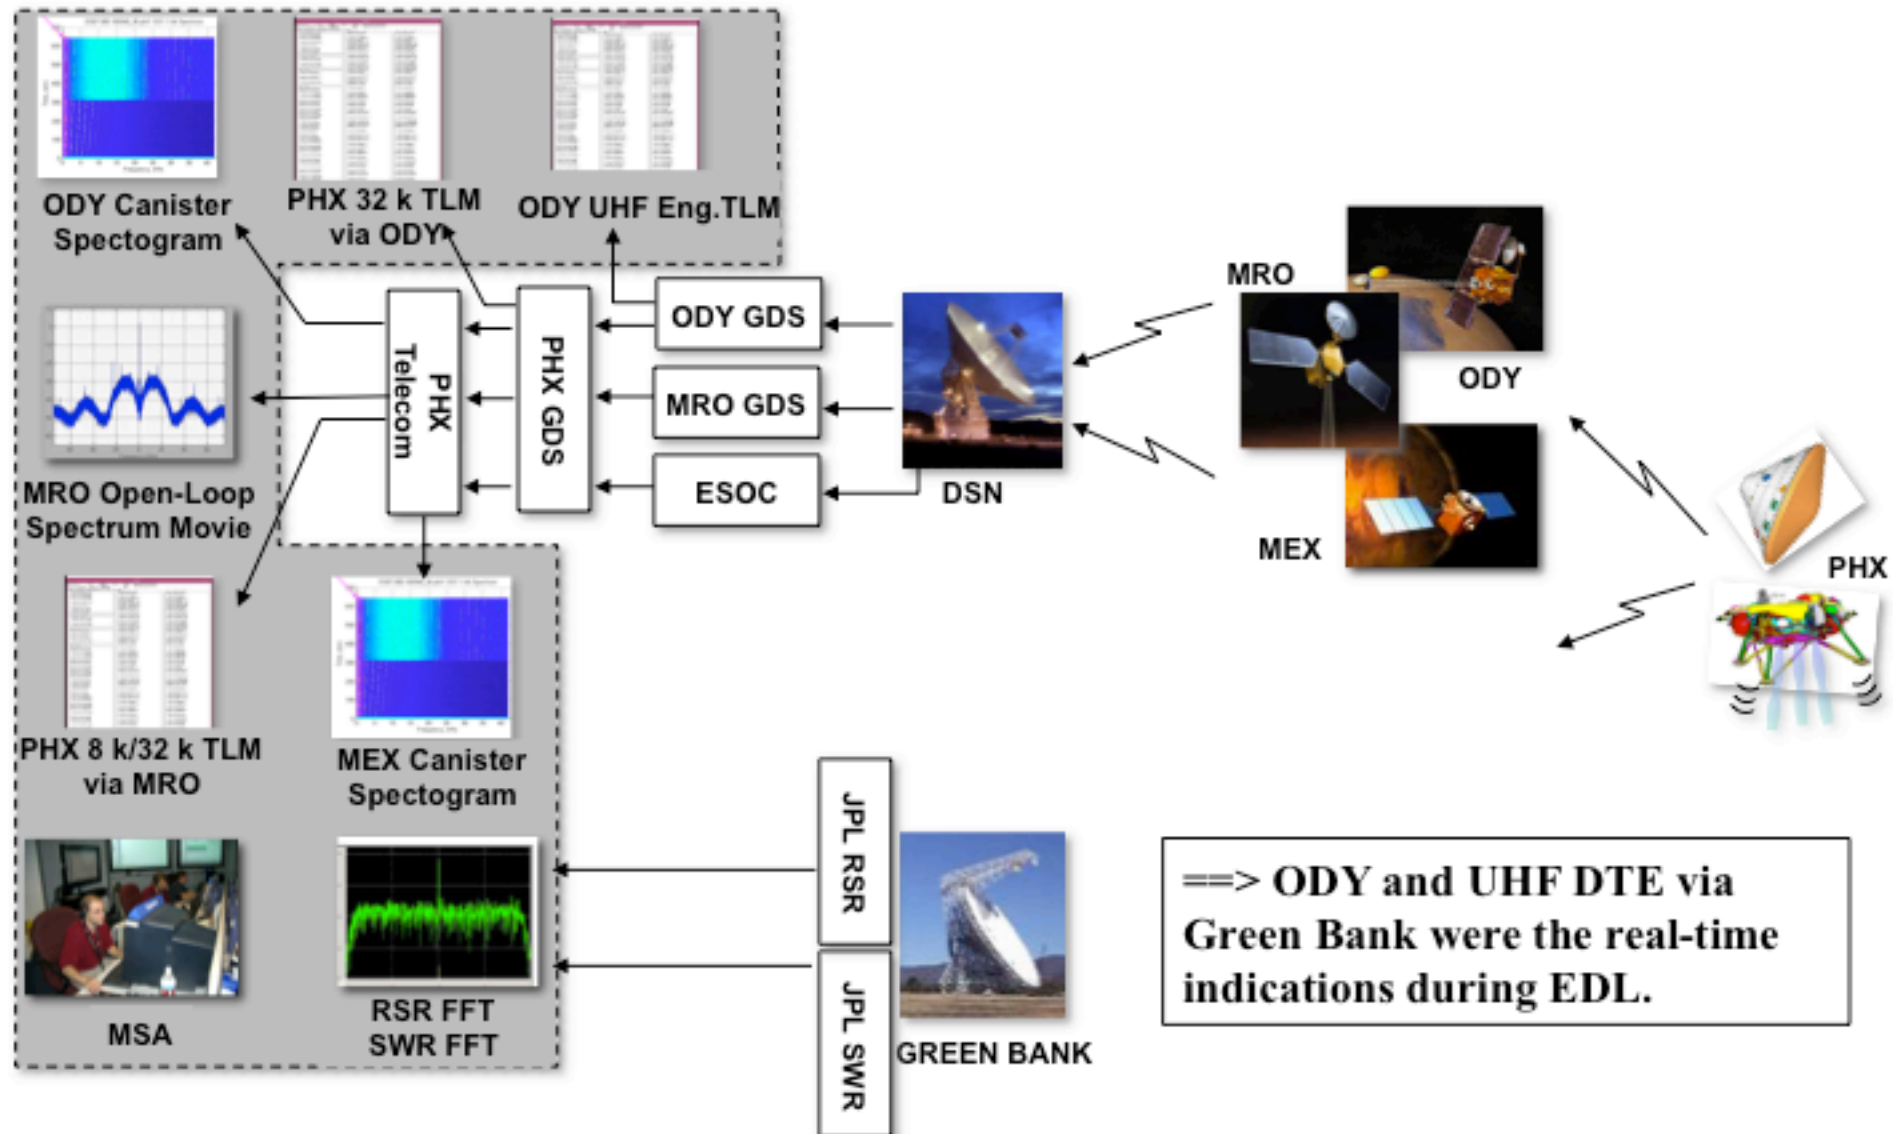 ODY Canister
Spectogram
PHX 32 k TLM
via ODY
ODY UHF Eng.TLM
MRO Open-Loop
Spectrum Movie
PHX 8 k/32 k TLM
via MRO
MEX Canister
Spectogram
MSA
RSR FFT
SWR FFT
PHX
Telecom
PHX GDS
ODY GDS
MRO GDS
ESOC
DSN
MRO
ODY
MEX
PHX
JPL RSR
JPL SWR
GREEN BANK
==> ODY and UHF DTE via
Green Bank were the real-time
indications during EDL.